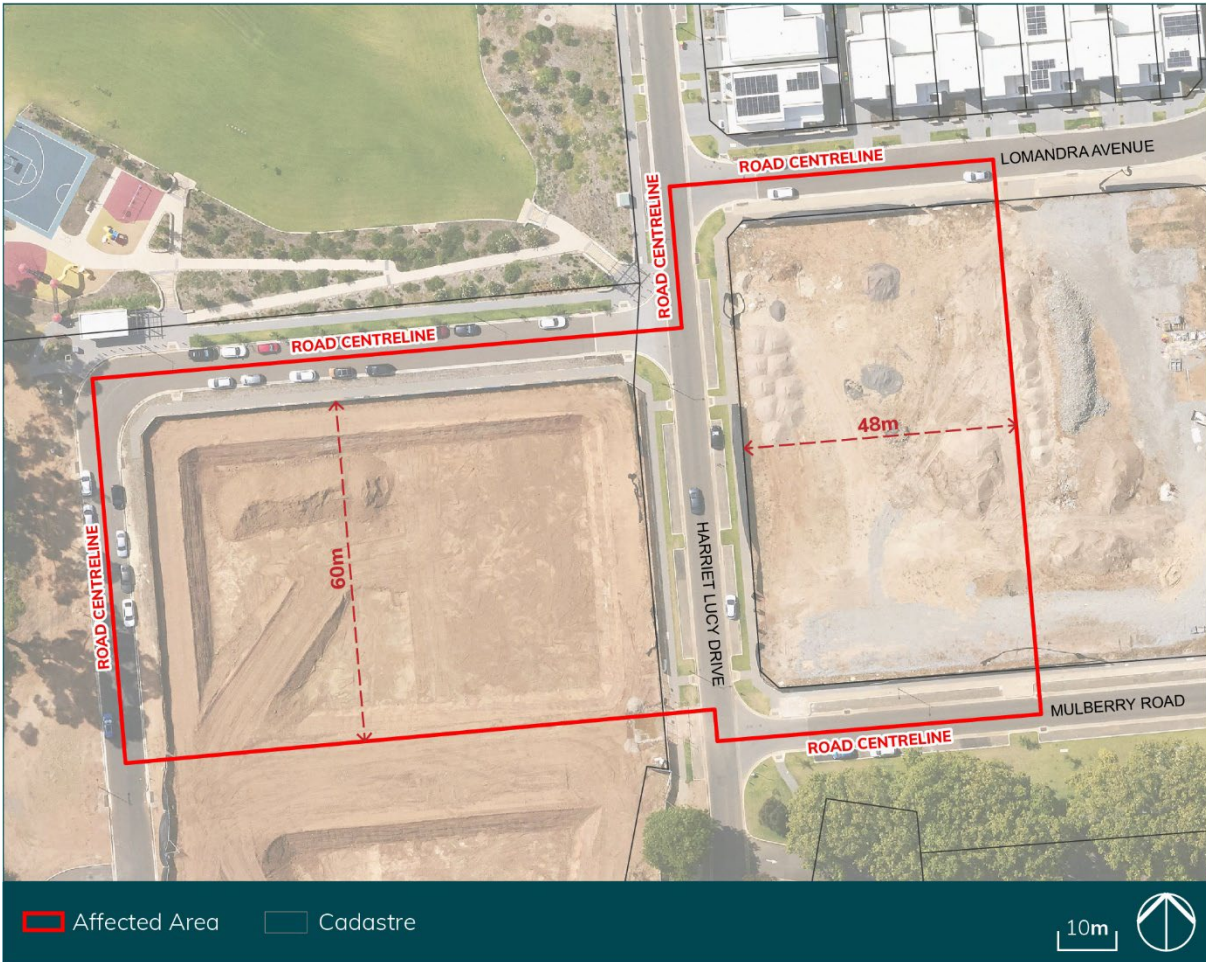 ROAD CENTRELINE
LOMANDRA AVENUE
ROAD CENTRELINE
ROAD CENTRELINE
48m
60m
ROAD CENTRELINE
HARRIET LUCY DRIVE
MULBERRY ROAD
ROAD CENTRELINE
Affected Area
Cadastre
10m